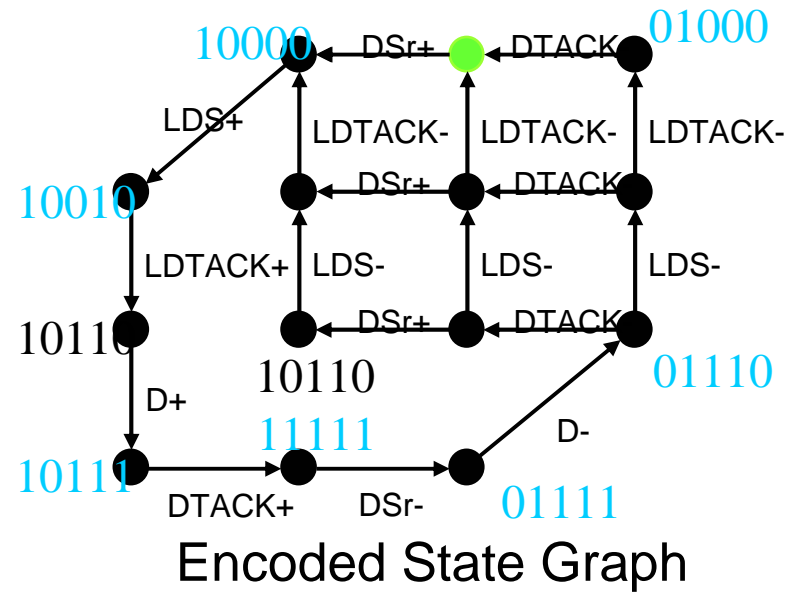 10000 DSr+ DTACK 01000
LDS+ LDTACK- LDTACK- LDTACK-
10010 DSr+ DTACK
LDTACK+ LDS- LDS- LDS-
10110 DSr+ DTACK
10110 01110
D+ 11111 D-
10111 DTACK+ DSr- 01111
Encoded State Graph